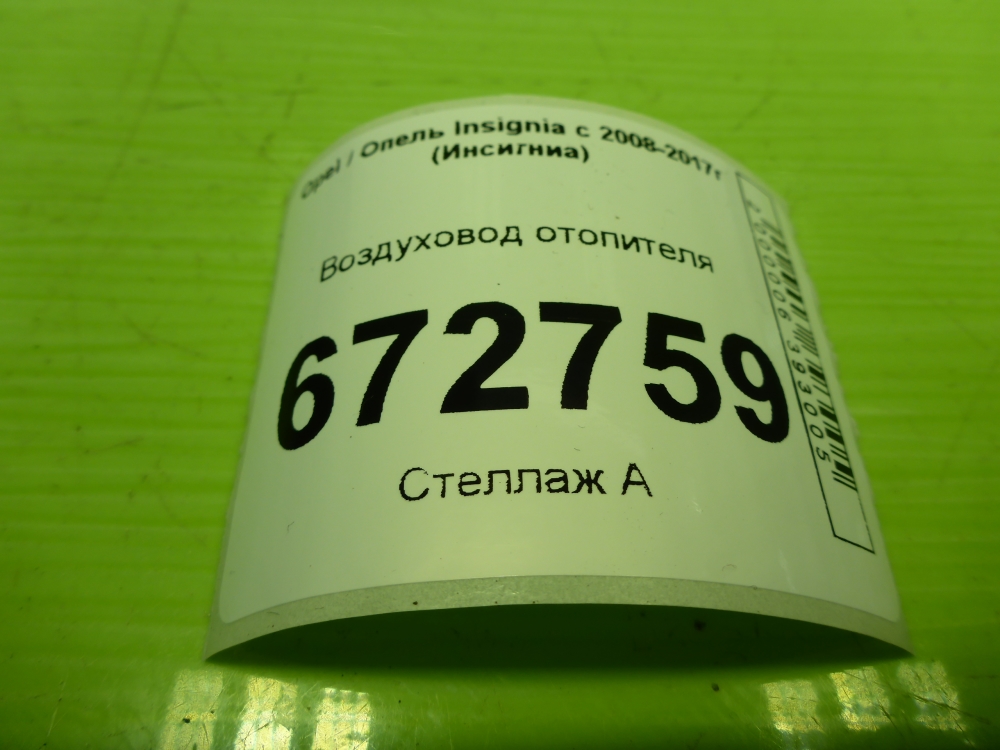 Opel / Опель Insignia с 2008-2017г
(Инсигниа)
Воздуховод отопителя
672759
Стеллаж А
2000006393005